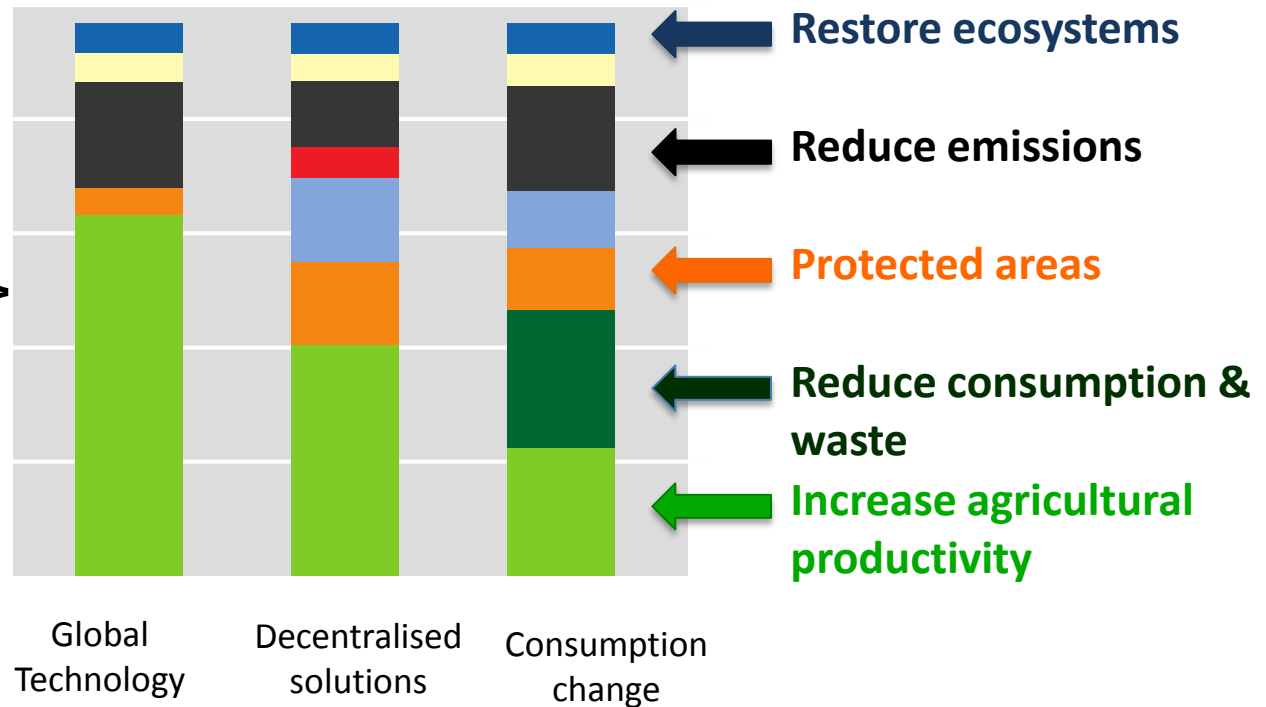 Restore ecosystems
Reduce emissions
Protected areas
Reduce consumption &
waste
Increase agricultural
productivity
Global
Technology
Decentralised
solutions
Consumption
change